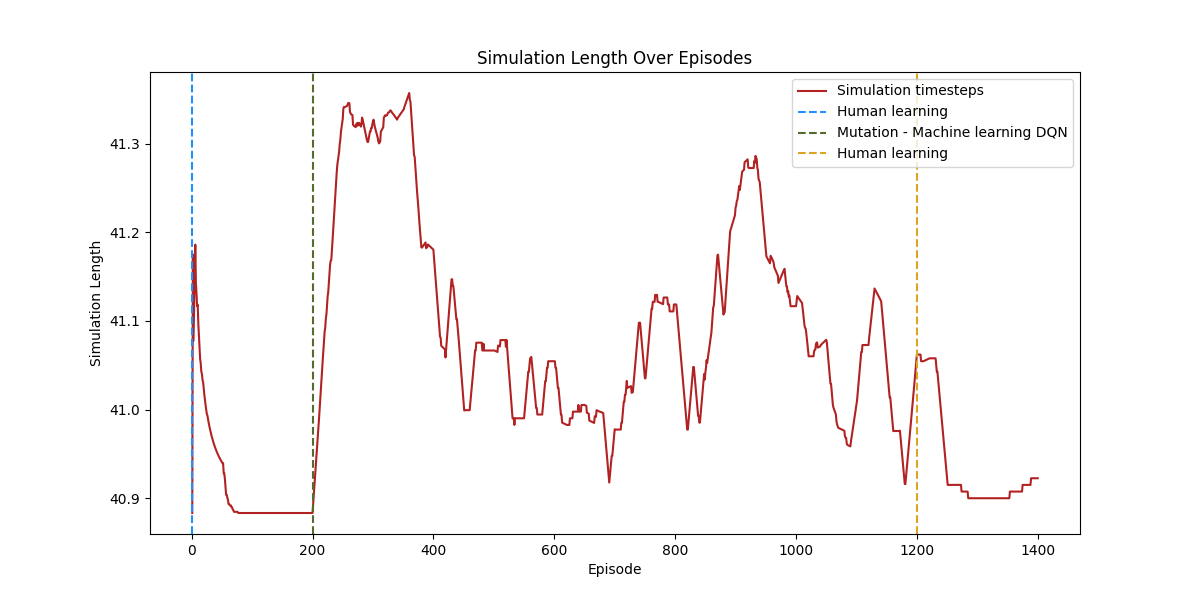 Simulation Length Over Episodes
Simulation timesteps
Human learning
Mutation - Machine learning DQN
Human learning
Simulation Length
41.3
41.2
41.1
41.0
40.9
0 200 400 600 800 1000 1200 1400
Episode